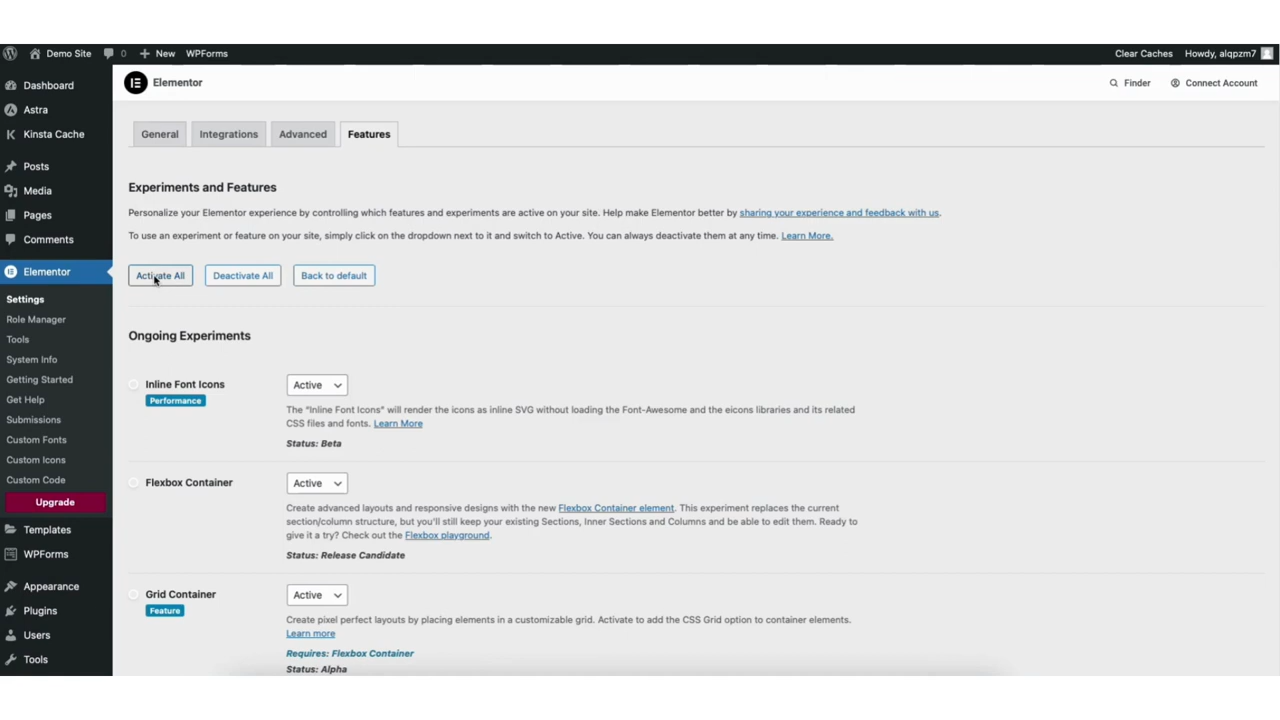 Demo Site 0 New WPForms Clear Caches Howdy, alqpzm7
Dashboard
Astra
Kinsta Cache
Posts
Media
Pages
Comments
Elementor
Settings
Role Manager
Tools
System Info
Getting Started
Get Help
Submissions
Custom Fonts
Custom Icons
Custom Code
Upgrade
Templates
WPForms
Appearance
Plugins
Users
Tools
Elementor Finder Connect Account
General Integrations Advanced Features
Experiments and Features
Personalize your Elementor experience by controlling which features and experiments are active on your site. Help make Elementor better by sharing your experience and feedback with us.
To use an experiment or feature on your site, simply click on the dropdown next to it and switch to Active. You can always deactivate them at any time. Learn More.
Activate All Deactivate All Back to default
Ongoing Experiments
Inline Font Icons Active
Performance
The "Inline Font Icons" will render the icons as inline SVG without loading the Font-Awesome and the eicons libraries and its related
CSS files and fonts. Learn More
Status: Beta
Flexbox Container Active
Create advanced layouts and responsive designs with the new Flexbox Container element. This experiment replaces the current
section/column structure, but you'll still keep your existing Sections, Inner Sections and Columns and be able to edit them. Ready to
give it a try? Check out the Flexbox playground.
Status: Release Candidate
Grid Container Active
Feature
Create pixel perfect layouts by placing elements in a customizable grid. Activate to add the CSS Grid option to container elements.
Learn more
Requires: Flexbox Container
Status: Alpha